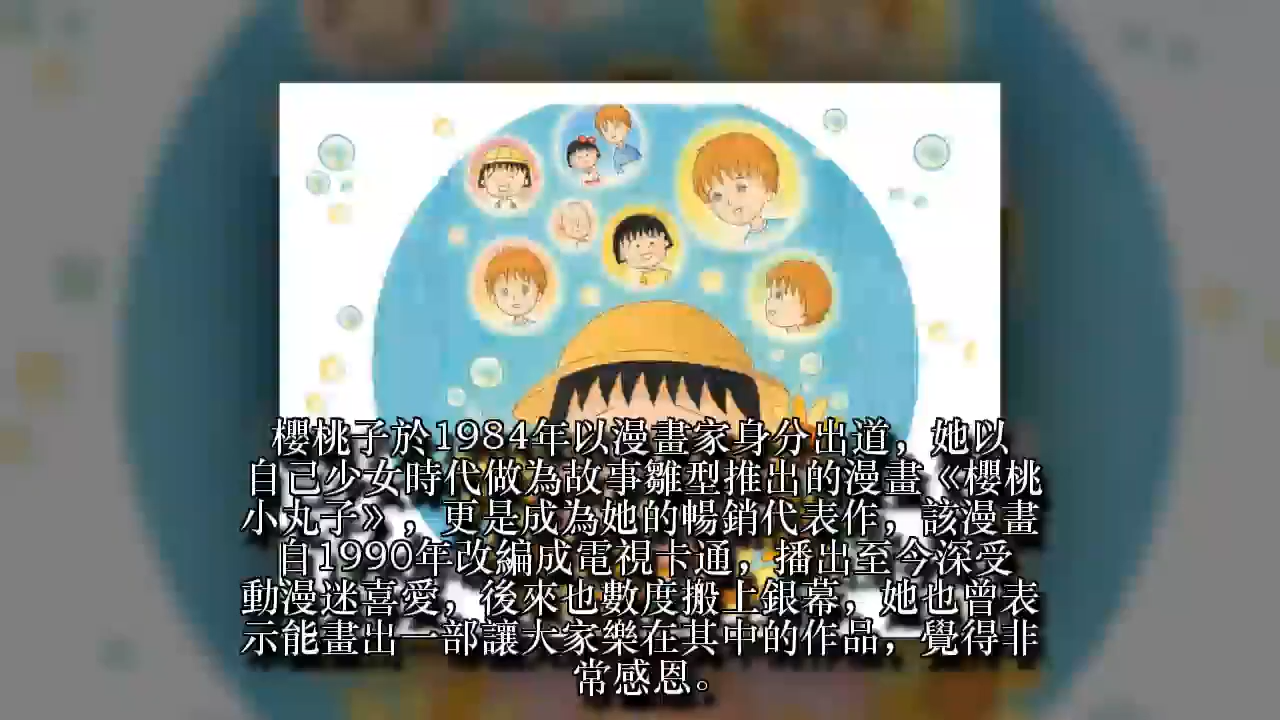 櫻桃子於1984年以漫畫家身分出道，她以
自己少女時代做為故事雛型推出的漫畫《櫻桃
小丸子》，更是成為她的暢銷代表作，該漫畫
自1990年改編成電視卡通，播出至今深受
動漫迷喜愛，後來也數度搬上銀幕，她也曾表
示能畫出一部讓大家樂在其中的作品，覺得非
常感恩。